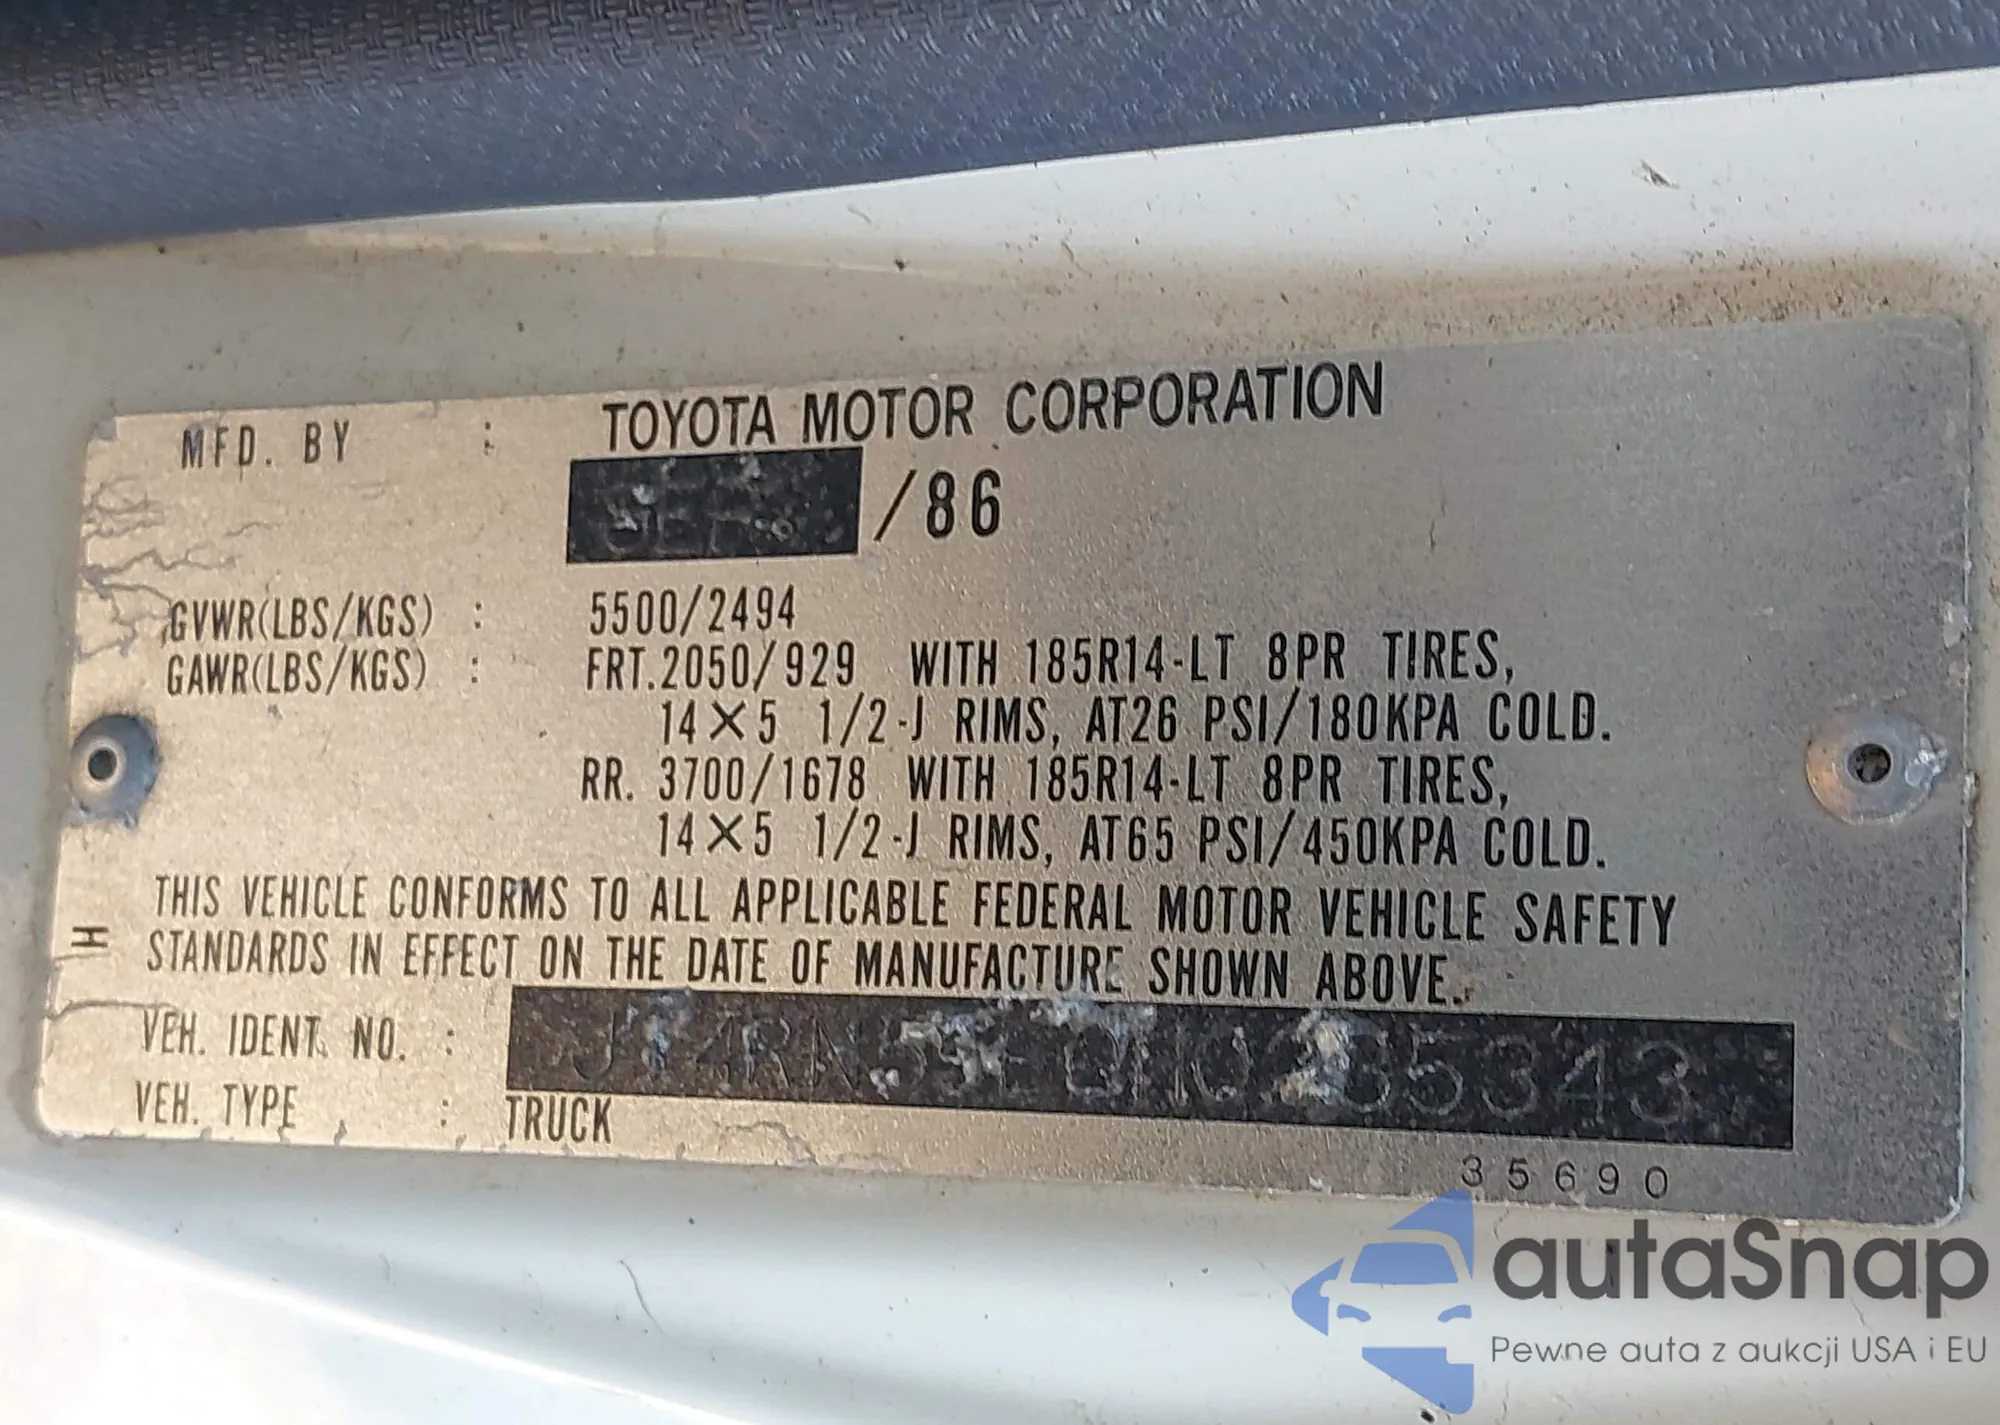 MFD. BY : TOYOTA MOTOR CORPORATION
/86
GVWR(LBS/KGS) : 5500/2494
GAWR(LBS/KGS) : FRT.2050/929 WITH 185R14-LT 8PR TIRES,
14×5 1/2-J RIMS, AT26 PSI/180KPA COLD.
RR. 3700/1678 WITH 185R14-LT 8PR TIRES,
14×5 1/2-J RIMS, AT65 PSI/450KPA COLD.
THIS VEHICLE CONFORMS TO ALL APPLICABLE FEDERAL MOTOR VEHICLE SAFETY
H STANDARDS IN EFFECT ON THE DATE OF MANUFACTURE SHOWN ABOVE.
VEH. IDENT. NO. :
VEH. TYPE : TRUCK
35690
autaSnap
Pewne auta z aukcji USA i EU